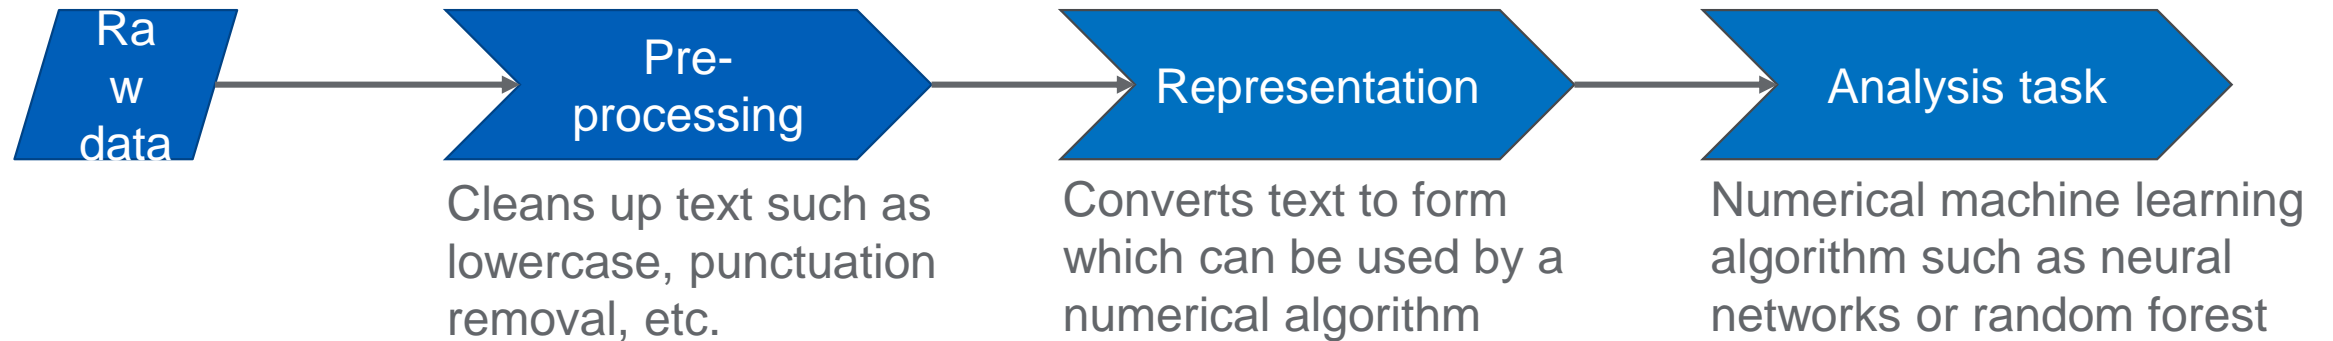 Ra
w
data
Pre-
processing
Representation
Analysis task
Cleans up text such as
lowercase, punctuation
removal, etc.
Converts text to form
which can be used by a
numerical algorithm
Numerical machine learning
algorithm such as neural
networks or random forest